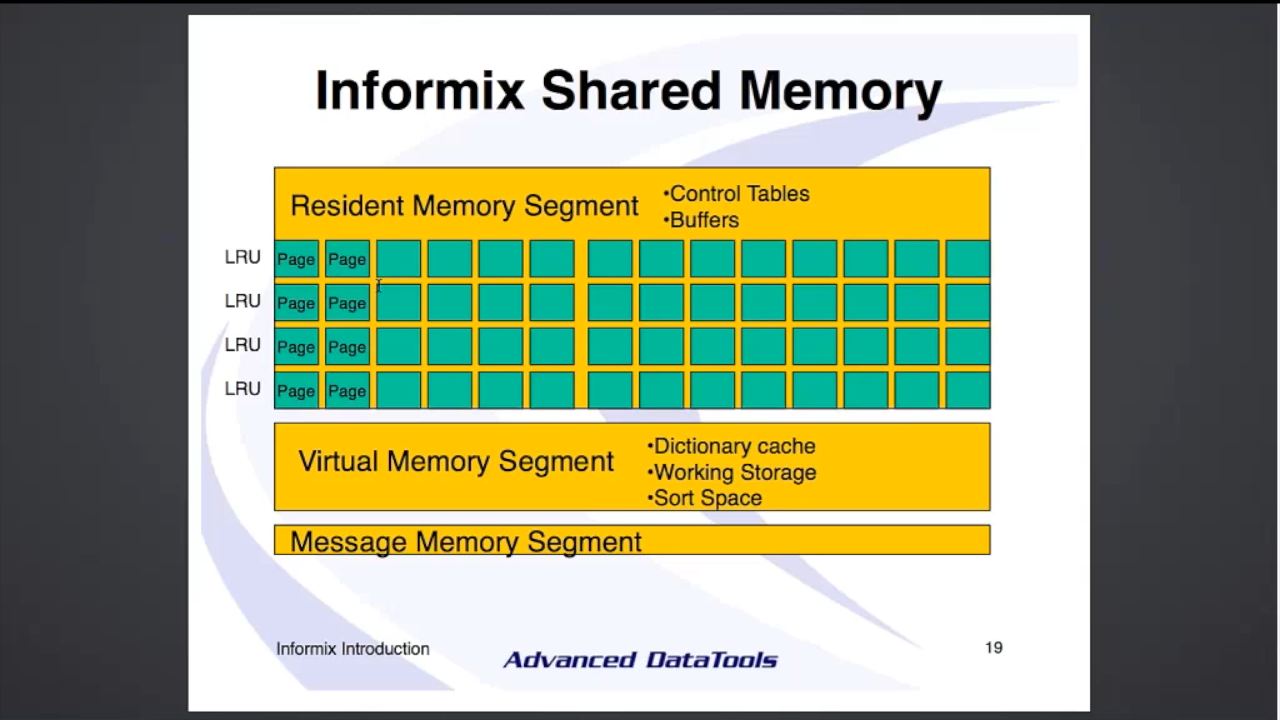 Informix Shared Memory
Resident Memory Segment
•Control Tables
•Buffers
LRU Page Page
LRU Page Page
LRU Page Page
LRU Page Page
Virtual Memory Segment
•Dictionary cache
•Working Storage
•Sort Space
Message Memory Segment
Informix Introduction
Advanced DataTools
19